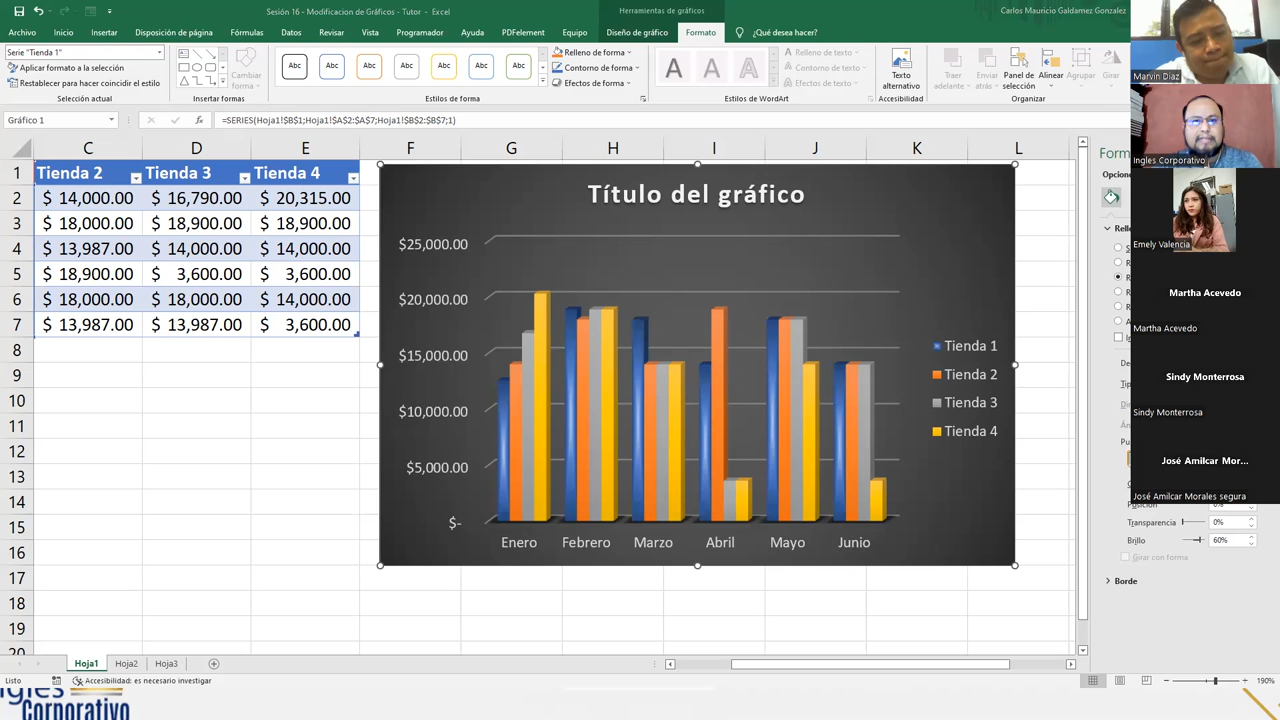 Sesión 16 - Modificacion de Gráficos - Tutor - Excel
Herramientas de gráficos
Carlos Mauricio Galdamez Gonzalez
Archivo Inicio Insertar Disposición de página Fórmulas Datos Revisar Vista Programador Ayuda PDFelement Equipo Diseño de gráfico Formato ¿Qué desea hacer?
Serie "Tienda 1"
Aplicar formato a la selección
Restablecer para hacer coincidir el estilo
Selección actual
Cambiar forma
Insertar formas
Abc Abc Abc Abc Abc Abc Abc
Relleno de forma
Contorno de forma
Efectos de forma
Estilos de forma
A A A
Relleno de texto
Contorno de texto
Efectos de texto
Estilos de WordArt
Texto alternativo
Accesibilidad
Traer adelante
Enviar atrás
Panel de selección
Alinear
Agrupar
Girar
Organizar
Gráfico 1
fx
=SERIES(Hoja1!$B$1;Hoja1!$A$2:$A$7;Hoja1!$B$2:$B$7;1)
C D E F G H I J K L
1 Tienda 2 Tienda 3 Tienda 4
2 $ 14,000.00 $ 16,790.00 $ 20,315.00
3 $ 18,000.00 $ 18,900.00 $ 18,900.00
4 $ 13,987.00 $ 14,000.00 $ 14,000.00
5 $ 18,900.00 $ 3,600.00 $ 3,600.00
6 $ 18,000.00 $ 18,000.00 $ 14,000.00
7 $ 13,987.00 $ 13,987.00 $ 3,600.00
8
9
10
11
12
13
14
15
16
17
18
19
20
Título del gráfico
$25,000.00
$20,000.00
$15,000.00
$10,000.00
$5,000.00
$-
Enero Febrero Marzo Abril Mayo Junio
Tienda 1
Tienda 2
Tienda 3
Tienda 4
Marvin Diaz
Ingles Corporativo
Emely Valencia
Martha Acevedo
Martha Acevedo
Sindy Monterrosa
Sindy Monterrosa
José Amilcar Mor...
José Amilcar Morales segura
Posición 0%
Transparencia 0%
Brillo 60%
Girar con forma
Borde
Hoja1 Hoja2 Hoja3
Listo
Accesibilidad: es necesario investigar
190%
Ingles
Corporativo